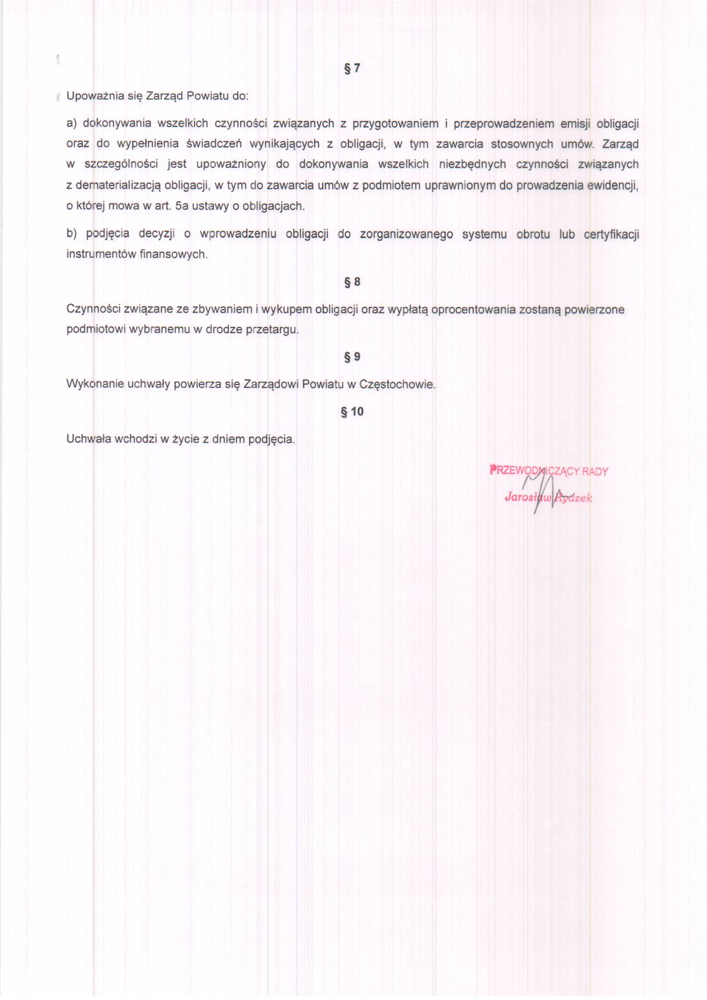 § 7
Upoważnia się Zarząd Powiatu do:
a) dokonywania wszelkich czynności związanych z przygotowaniem i przeprowadzeniem emisji obligacji
oraz do wypełnienia świadczeń wynikających z obligacji, w tym zawarcia stosownych umów. Zarząd
w szczególności jest upoważniony do dokonywania wszelkich niezbędnych czynności związanych
z dematerializacją obligacji, w tym do zawarcia umów z podmiotem uprawnionym do prowadzenia ewidencji,
o której mowa w art. 5a ustawy o obligacjach.
b) podjęcia decyzji o wprowadzeniu obligacji do zorganizowanego systemu obrotu lub certyfikacji
instrumentów finansowych.
§ 8
Czynności związane ze zbywaniem i wykupem obligacji oraz wypłatą oprocentowania zostaną powierzone
podmiotowi wybranemu w drodze przetargu.
§ 9
Wykonanie uchwały powierza się Zarządowi Powiatu w Częstochowie.
§ 10
Uchwała wchodzi w życie z dniem podjęcia.
PRZEWODNICZĄCY RADY
Jarosław Rydzek